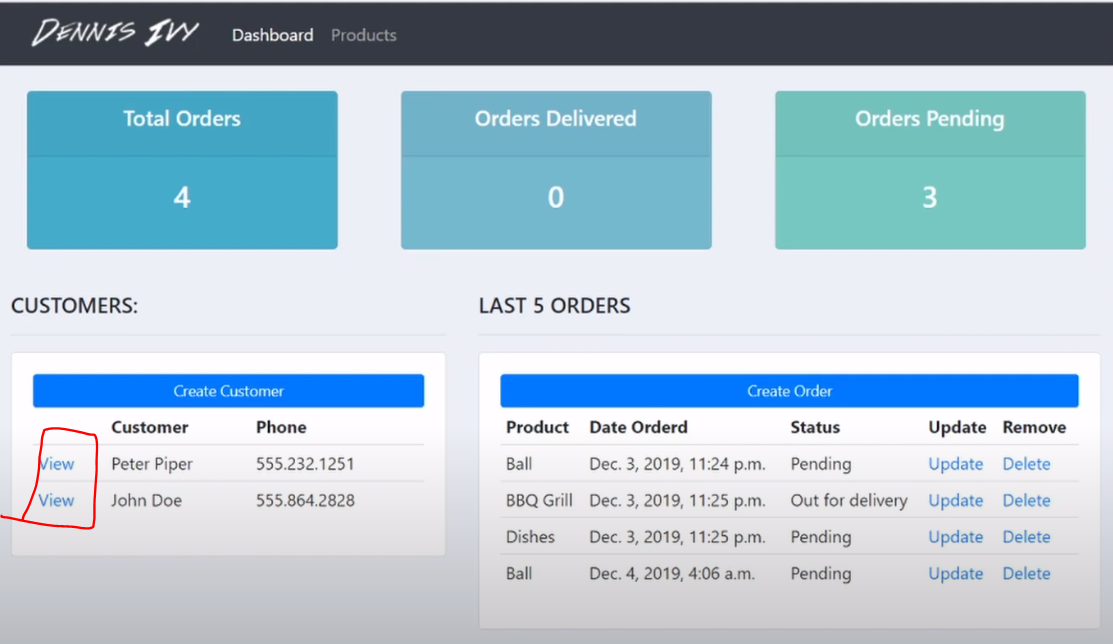 DENNIS IVY Dashboard Products
Total Orders
4
Orders Delivered
0
Orders Pending
3
CUSTOMERS:
Create Customer
Customer Phone
View Peter Piper 555.232.1251
View John Doe 555.864.2828
LAST 5 ORDERS
Create Order
Product Date Orderd Status Update Remove
Ball Dec. 3, 2019, 11:24 p.m. Pending Update Delete
BBQ Grill Dec. 3, 2019, 11:25 p.m. Out for delivery Update Delete
Dishes Dec. 3, 2019, 11:25 p.m. Pending Update Delete
Ball Dec. 4, 2019, 4:06 a.m. Pending Update Delete